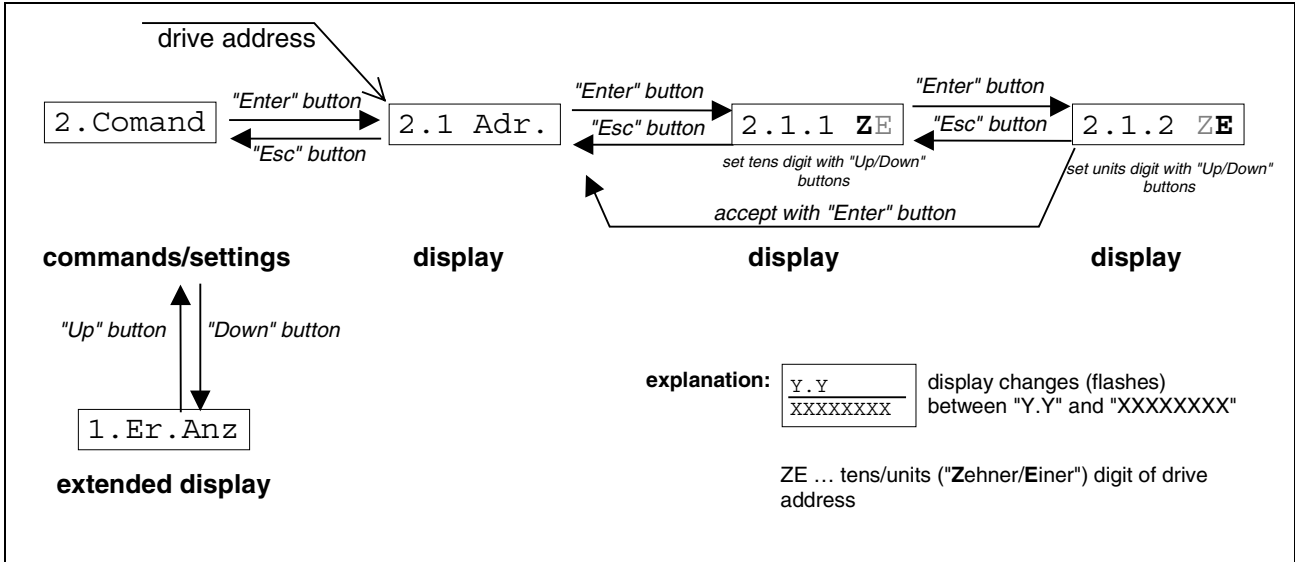 drive address
2.Comand
"Enter" button
"Esc" button
2.1 Adr.
"Enter" button
"Esc" button
2.1.1 ZE
set tens digit with "Up/Down"
buttons
"Enter" button
"Esc" button
2.1.2 ZE
set units digit with "Up/Down"
buttons
accept with "Enter" button
commands/settings
display
display
display
"Up" button
"Down" button
1.Er.Anz
extended display
explanation:
Y.Y
XXXXXXXX
display changes (flashes)
between "Y.Y" and "XXXXXXXX"
ZE … tens/units ("Zehner/Einer") digit of drive
address